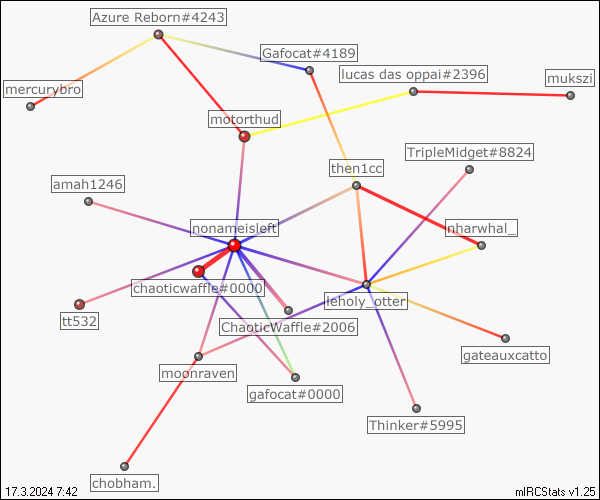 Azure Reborn#4243
Gafocat#4189
lucas das oppai#2396
mukszi
mercurybro
motorthud
TripleMidget#8824
then1cc
amah1246
nonameisleft
nharwhal_
chaoticwaffle#0000
leholy_otter
tt532
ChaoticWaffle#2006
gateauxcatto
moonraven
gafocat#0000
Thinker#5995
chobham.
17.3.2024 7:42
mIRCStats v1.25